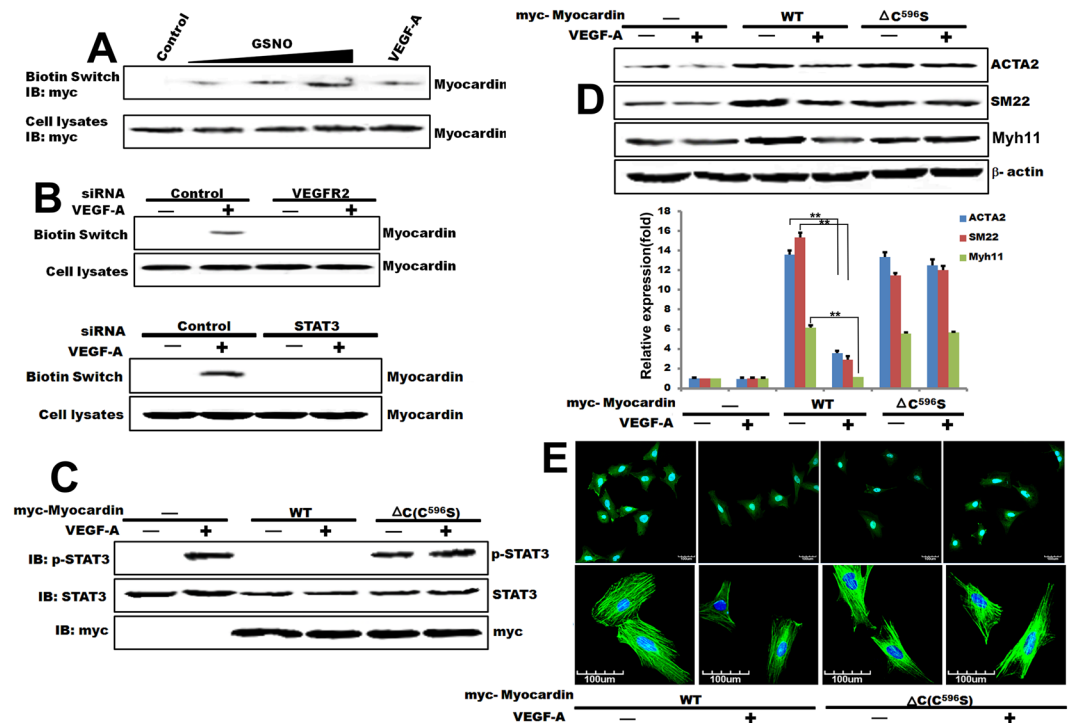 A
Control
GSNO
VEGF-A
Biotin Switch
IB: myc
Myocardin
Cell lysates
IB: myc
Myocardin
B
siRNA Control VEGFR2
VEGF-A — + — +
Biotin Switch Myocardin
Cell lysates Myocardin
siRNA Control STAT3
VEGF-A — + — +
Biotin Switch Myocardin
Cell lysates Myocardin
C
myc-Myocardin — WT △C(C⁵⁹⁶S)
VEGF-A — + — + — +
IB: p-STAT3 p-STAT3
IB: STAT3 STAT3
IB: myc myc
myc-Myocardin — WT △C⁵⁹⁶S
VEGF-A — + — + — +
D
ACTA2
SM22
Myh11
β- actin
Relative expression(fold)
18
16
14
12
10
8
6
4
2
0
** **
**
ACTA2
SM22
Myh11
myc- Myocardin — WT △C⁵⁹⁶S
VEGF-A — + — + — +
E
100um 100um 100um 100um
myc- Myocardin WT △C(C⁵⁹⁶S)
VEGF-A — + — +